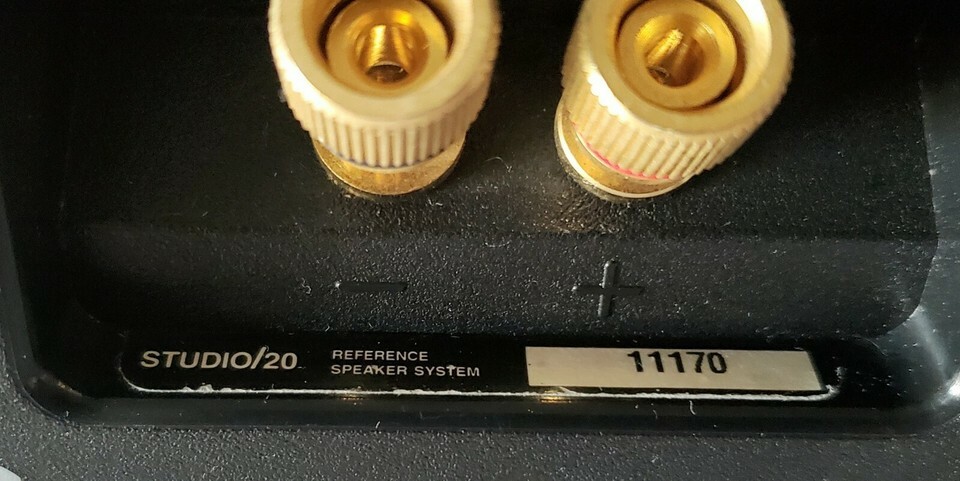 − +
STUDIO/20
REFERENCE
SPEAKER SYSTEM
11170